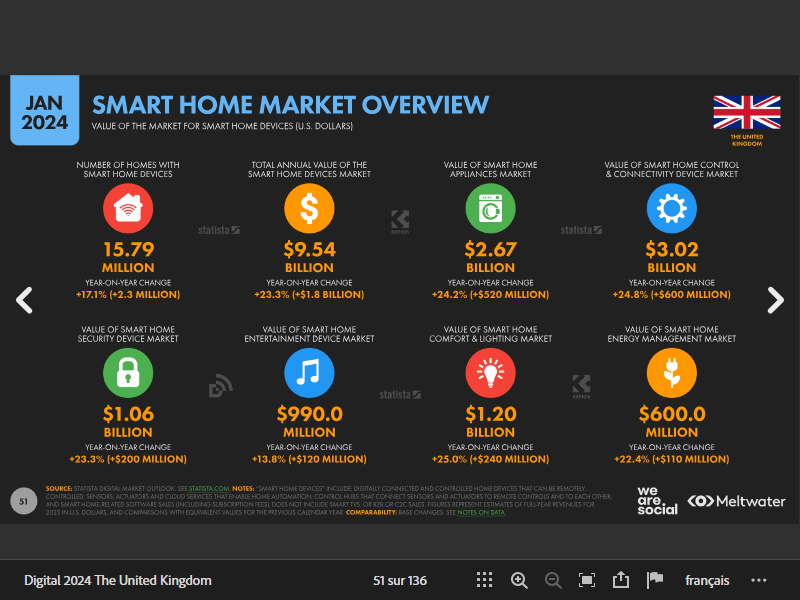 JAN
2024
SMART HOME MARKET OVERVIEW
VALUE OF THE MARKET FOR SMART HOME DEVICES (U.S. DOLLARS)
THE UNITED
KINGDOM
NUMBER OF HOMES WITH
SMART HOME DEVICES
TOTAL ANNUAL VALUE OF THE
SMART HOME DEVICES MARKET
VALUE OF SMART HOME
APPLIANCES MARKET
VALUE OF SMART HOME CONTROL
& CONNECTIVITY DEVICE MARKET
$
statista
KEPIOS
statista
15.79
MILLION
YEAR-ON-YEAR CHANGE
+17.1% (+2.3 MILLION)
$9.54
BILLION
YEAR-ON-YEAR CHANGE
+23.3% (+$1.8 BILLION)
$2.67
BILLION
YEAR-ON-YEAR CHANGE
+24.2% (+$520 MILLION)
$3.02
BILLION
YEAR-ON-YEAR CHANGE
+24.8% (+$600 MILLION)
VALUE OF SMART HOME
SECURITY DEVICE MARKET
VALUE OF SMART HOME
ENTERTAINMENT DEVICE MARKET
VALUE OF SMART HOME
COMFORT & LIGHTING MARKET
VALUE OF SMART HOME
ENERGY MANAGEMENT MARKET
statista
KEPIOS
$1.06
BILLION
YEAR-ON-YEAR CHANGE
+23.3% (+$200 MILLION)
$990.0
MILLION
YEAR-ON-YEAR CHANGE
+13.8% (+$120 MILLION)
$1.20
BILLION
YEAR-ON-YEAR CHANGE
+25.0% (+$240 MILLION)
$600.0
MILLION
YEAR-ON-YEAR CHANGE
+22.4% (+$110 MILLION)
51
SOURCE: STATISTA DIGITAL MARKET OUTLOOK. SEE STATISTA.COM. NOTES: "SMART HOME DEVICES" INCLUDE: DIGITALLY CONNECTED AND CONTROLLED HOME DEVICES THAT CAN BE REMOTELY
CONTROLLED; SENSORS, ACTUATORS AND CLOUD SERVICES THAT ENABLE HOME AUTOMATION; CONTROL HUBS THAT CONNECT SENSORS AND ACTUATORS TO REMOTE CONTROLS AND TO EACH OTHER;
AND SMART HOME RELATED SOFTWARE SALES (INCLUDING SUBSCRIPTION FEES). DOES NOT INCLUDE SMART TVS, OR B2B OR C2C SALES. FIGURES REPRESENT ESTIMATES OF FULL-YEAR REVENUES FOR
2023 IN U.S. DOLLARS, AND COMPARISONS WITH EQUIVALENT VALUES FOR THE PREVIOUS CALENDAR YEAR. COMPARABILITY: BASE CHANGES. SEE NOTES ON DATA.
we
are.
social
Meltwater
Digital 2024 The United Kingdom
51 sur 136
français